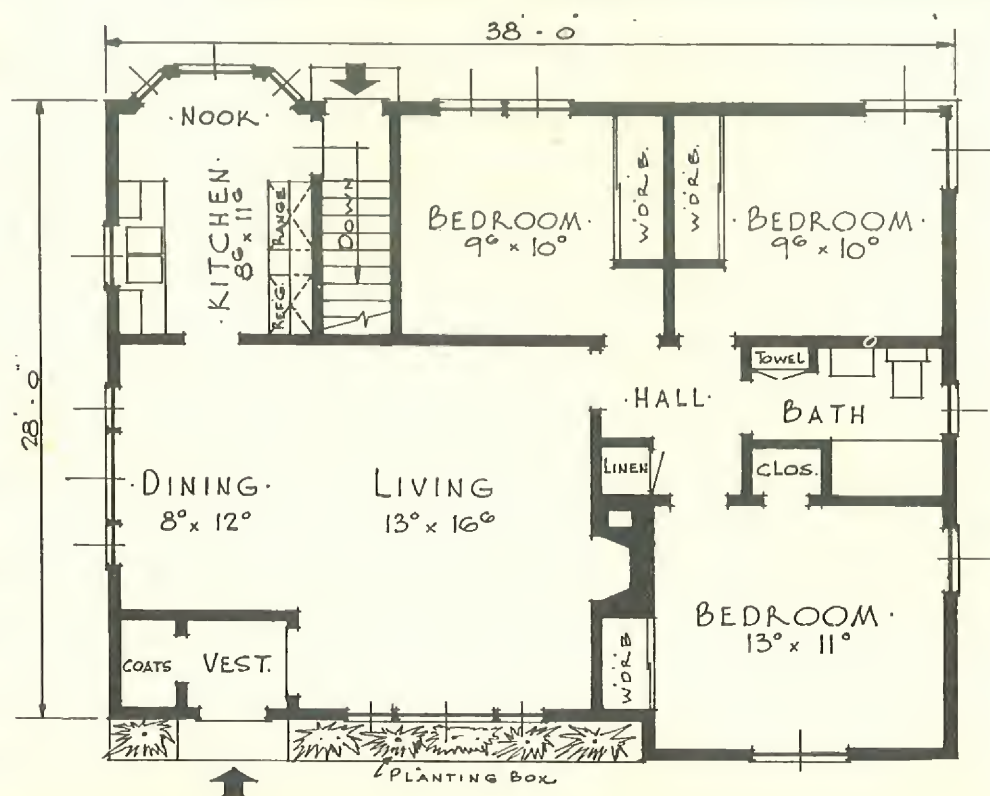 38'-0"
·NOOK·
·KITCHEN·
8⁶ x 11⁶
RANGE
REFG.
DOWN
BEDROOM·
9⁶ x 10⁰
W'D'R'B.
W'D'R'B.
·BEDROOM·
9⁶ x 10⁰
28'-0"
TOWEL
·HALL·
BATH
LINEN
CLOS.
·DINING·
8⁰ x 12⁰
LIVING
13⁰ x 16⁶
BEDROOM·
13⁰ x 11⁰
COATS
VEST.
W'D'R'B
PLANTING BOX